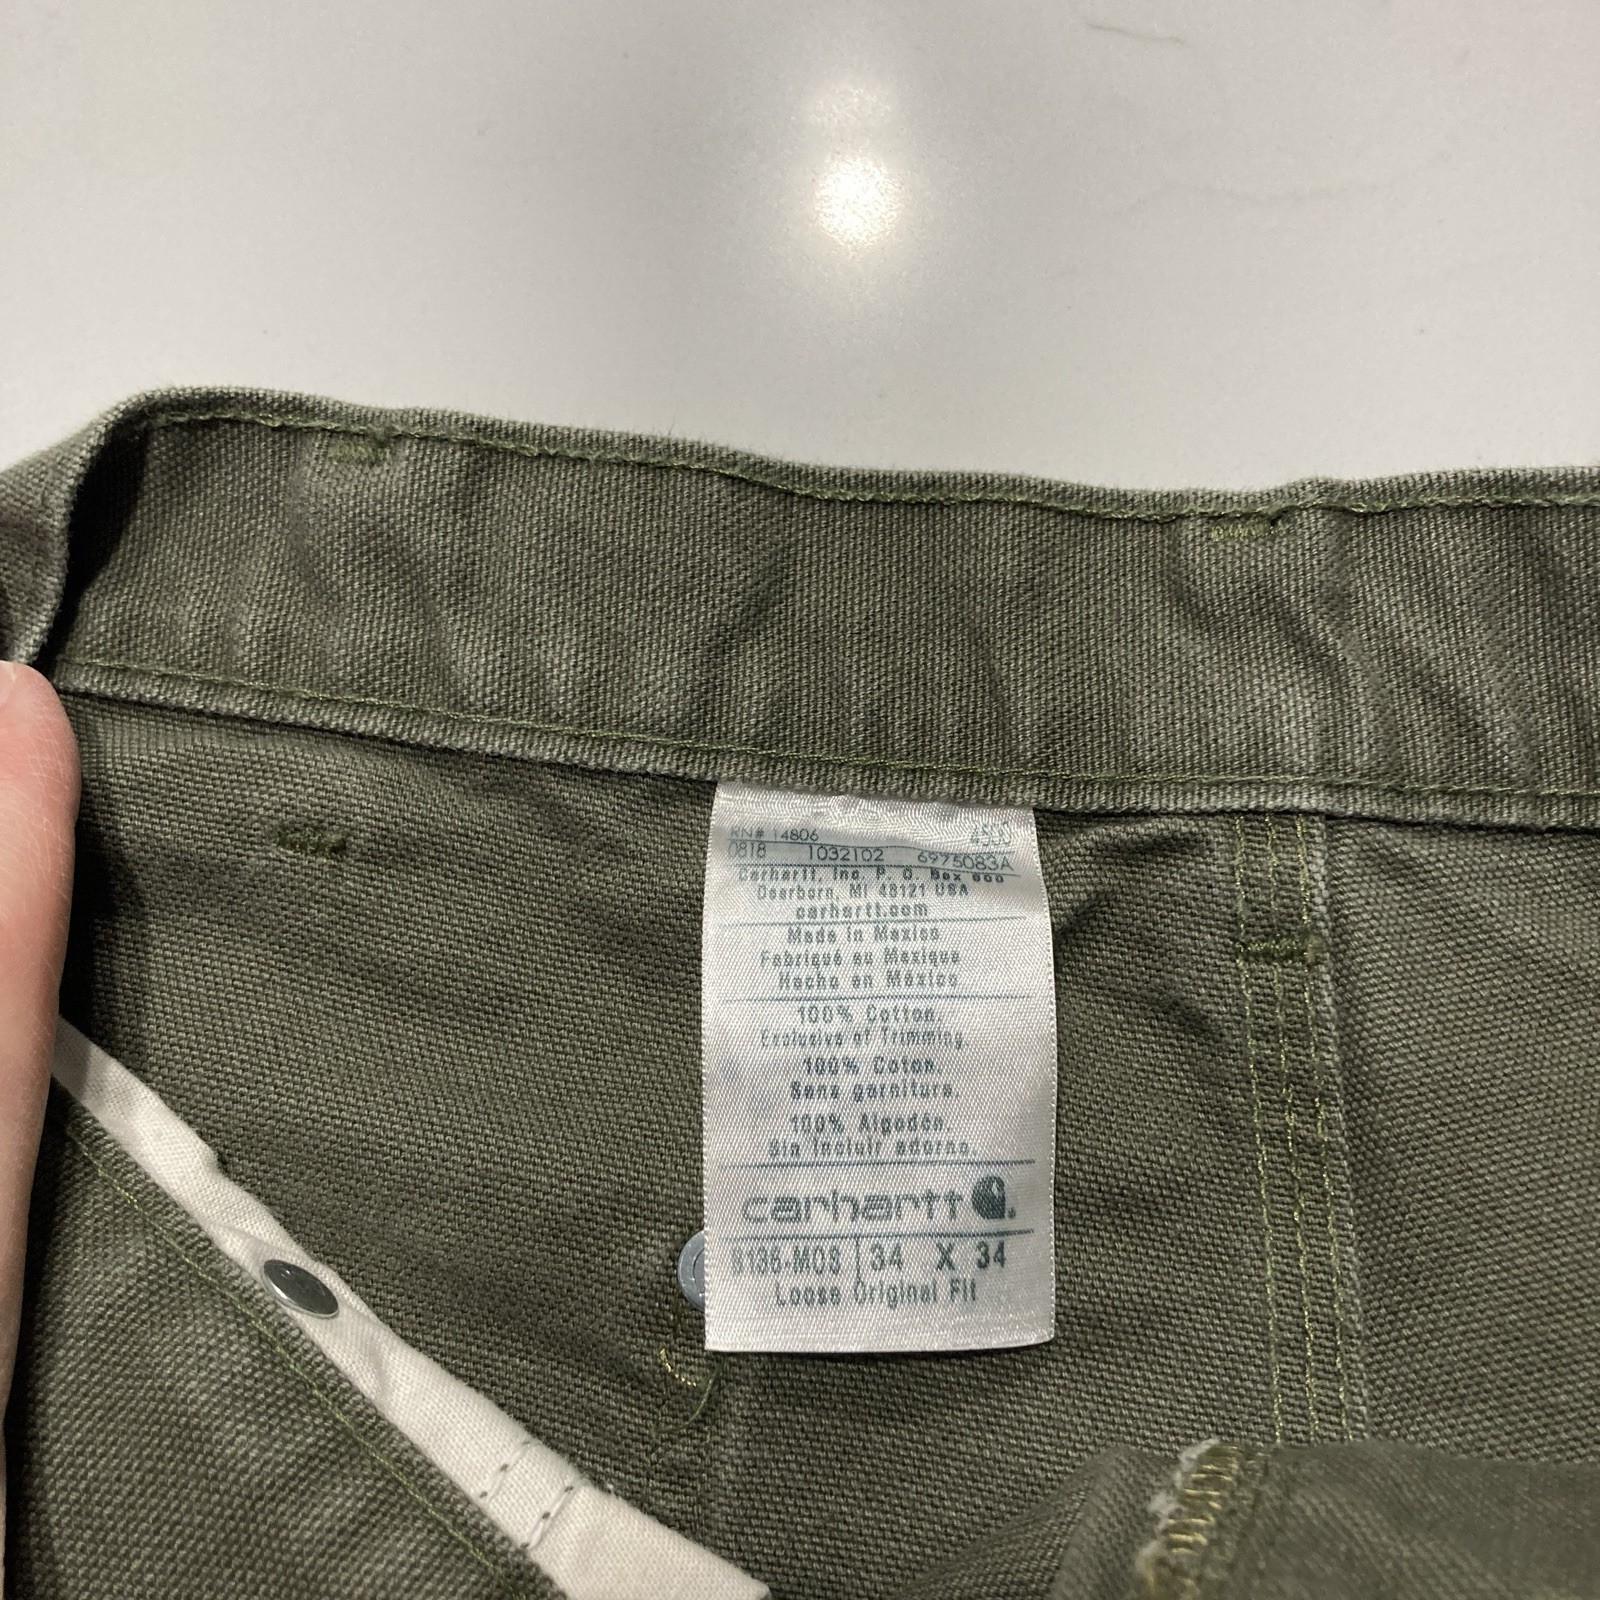 RN# 14806 4500
0818 1032102 6975083A
Carhartt, Inc. P. O. Box 600
Dearborn, MI 48121 USA
carhartt.com
Made in Mexico
Fabriqué au Mexique
Hecho en México
100% Cotton.
Exclusive of Trimming.
100% Coton.
Sans garniture.
100% Algodón.
Sin incluir adorno.
carhartt
B136-MOS 34 X 34
Loose Original Fit